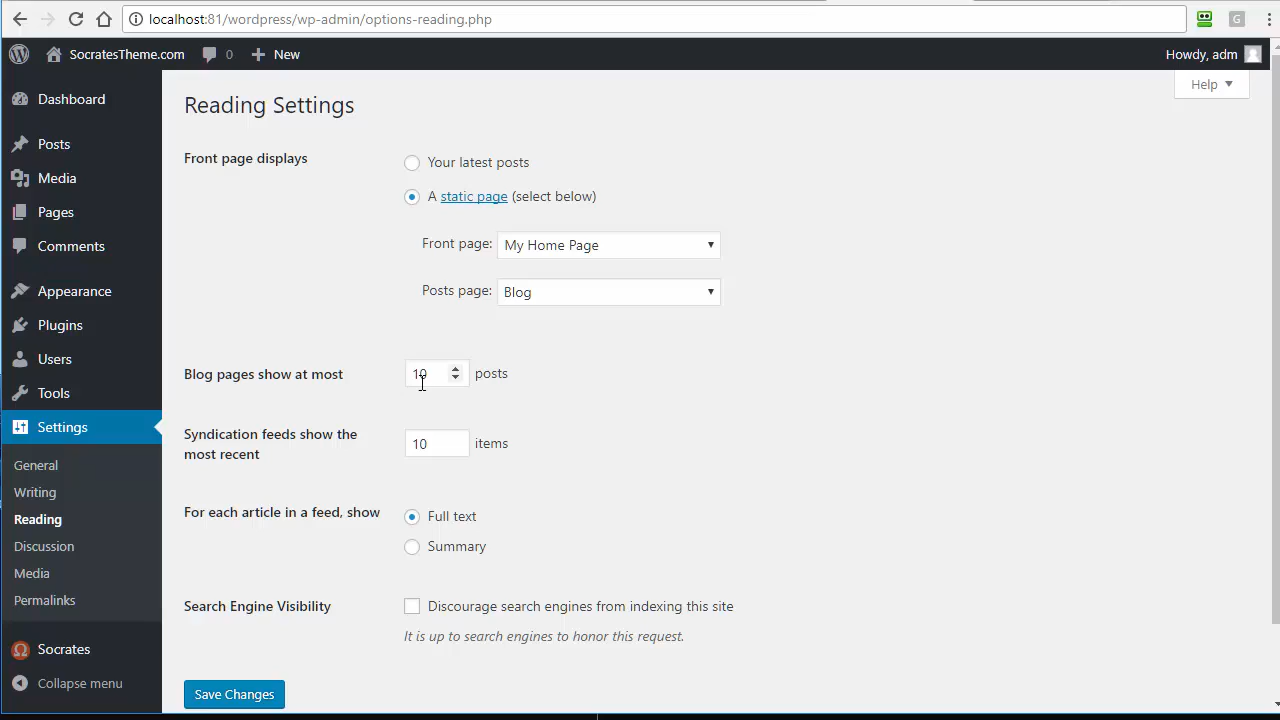 localhost:81/wordpress/wp-admin/options-reading.php
G
SocratesTheme.com 0 New
Howdy, adm
Help
Dashboard
Posts
Media
Pages
Comments
Appearance
Plugins
Users
Tools
Settings
General
Writing
Reading
Discussion
Media
Permalinks
Socrates
Collapse menu
Reading Settings
Front page displays
Your latest posts
A static page (select below)
Front page: My Home Page
Posts page: Blog
Blog pages show at most 10 posts
Syndication feeds show the
most recent
10 items
For each article in a feed, show
Full text
Summary
Search Engine Visibility
Discourage search engines from indexing this site
It is up to search engines to honor this request.
Save Changes